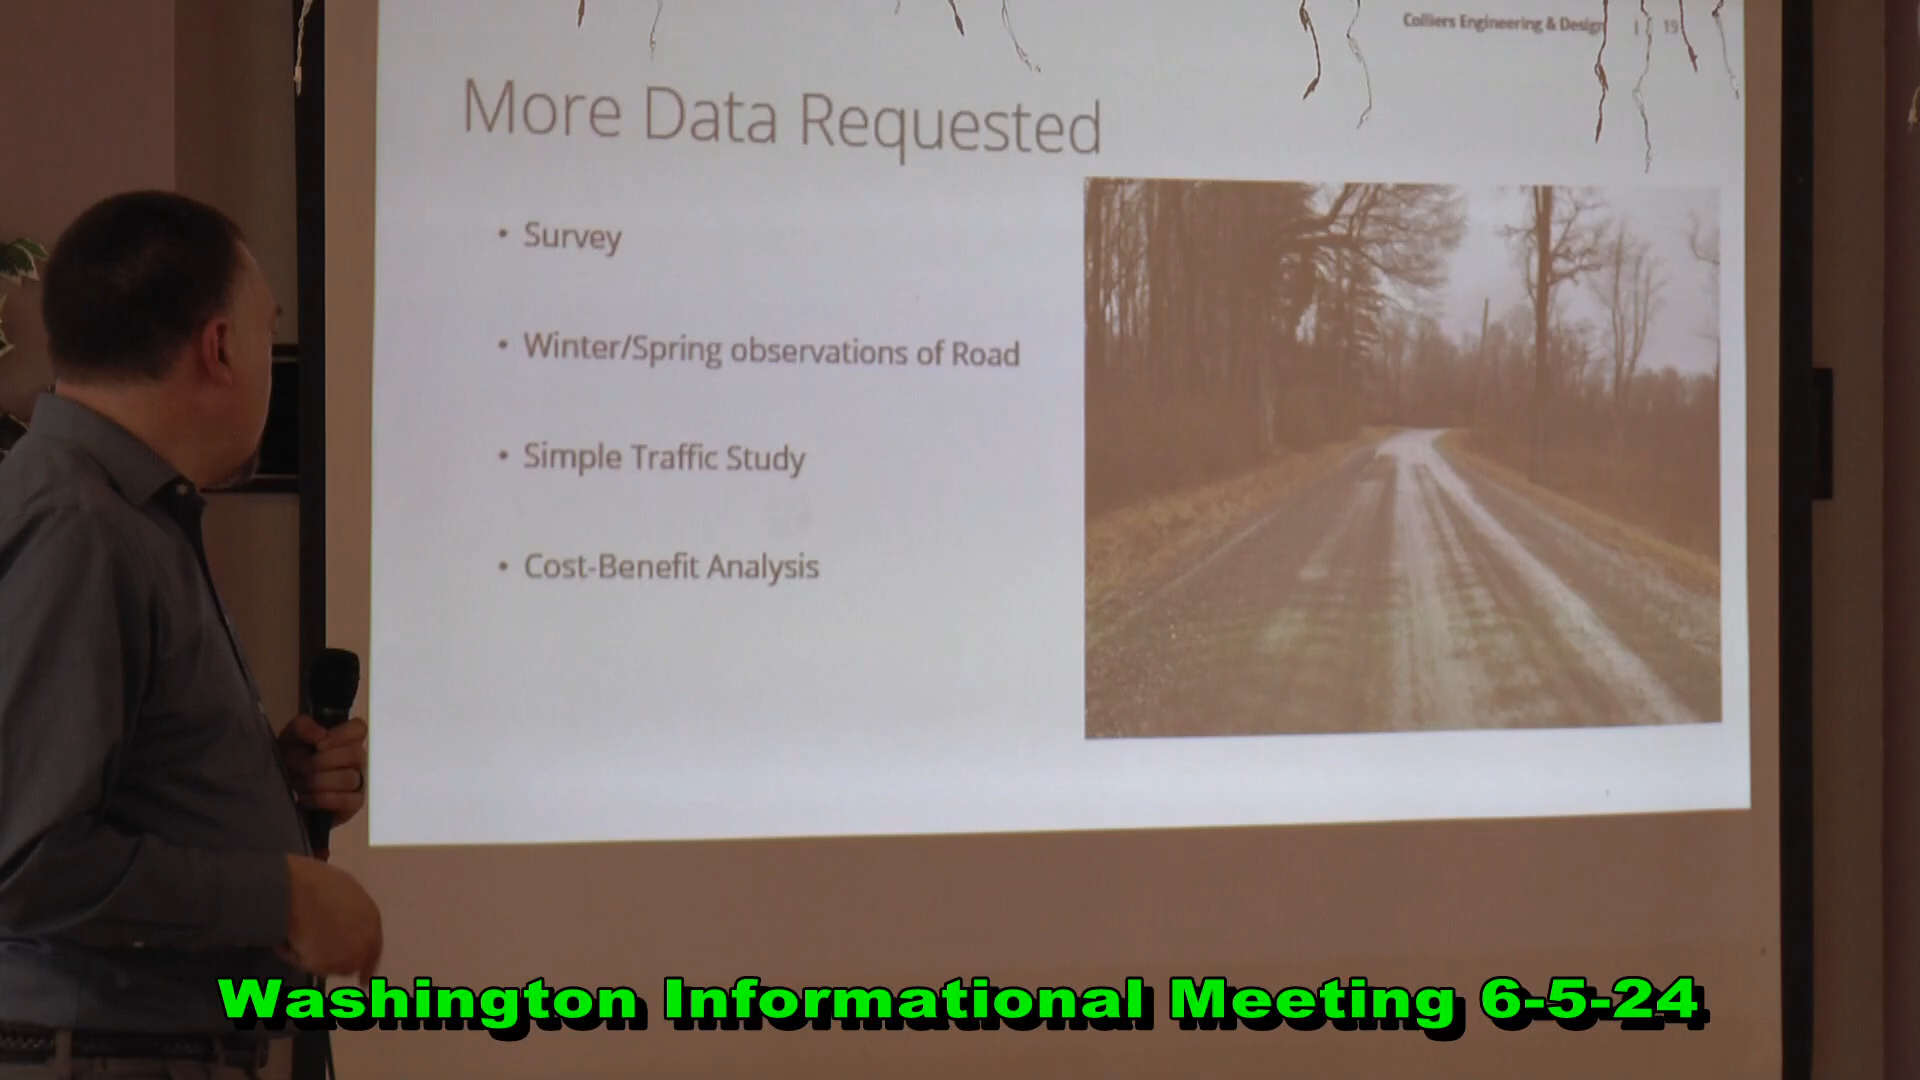 Colliers Engineering & Design | 19
More Data Requested
• Survey
• Winter/Spring observations of Road
• Simple Traffic Study
• Cost-Benefit Analysis
Washington Informational Meeting 6-5-24